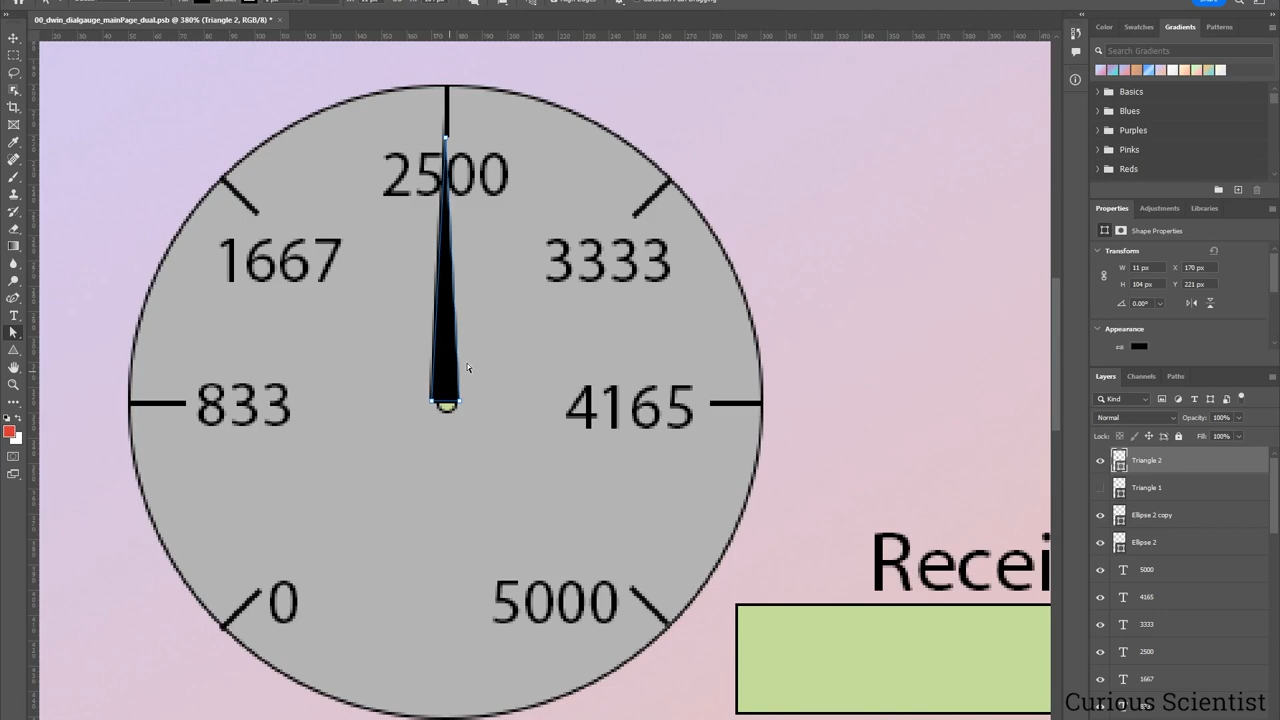 00_dwin_dialgauge_mainPage_dual.psb @ 380% (Triangle 2, RGB/8) *
Color Swatches Gradients Patterns
Search Gradients
Basics
Blues
Purples
Pinks
Reds
Properties Adjustments Libraries
Shape Properties
Transform
W 11 px X 170 px
H 104 px Y 221 px
0.00°
Appearance
Layers Channels Paths
Kind
Normal Opacity: 100%
Lock: Fill: 100%
Triangle 2
Triangle 1
Ellipse 2 copy
Ellipse 2
5000
4165
3333
2500
1667
2500
1667 3333
833 4165
0 5000
Recei
Curious Scientist